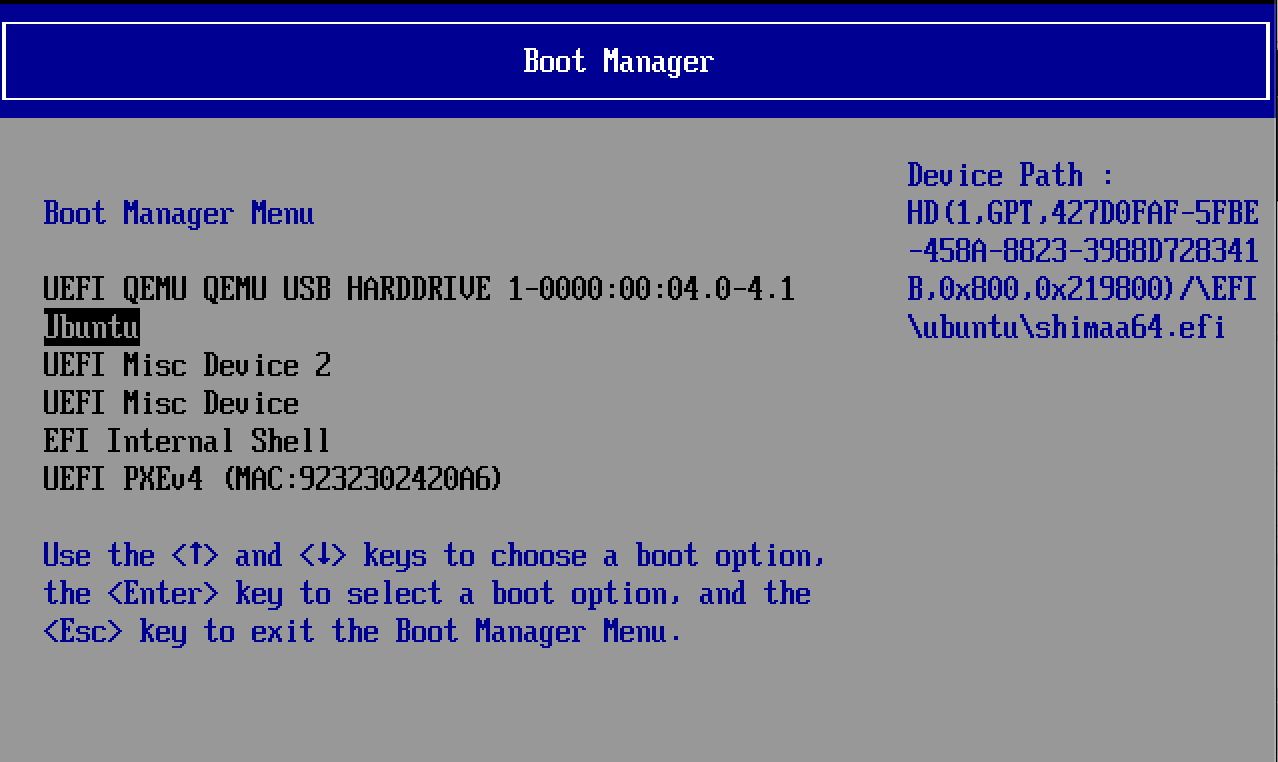 Boot Manager
Boot Manager Menu
UEFI QEMU QEMU USB HARDDRIVE 1-0000:00:04.0-4.1
Ubuntu
UEFI Misc Device 2
UEFI Misc Device
EFI Internal Shell
UEFI PXEv4 (MAC:9232302420A6)
Use the <↑> and <↓> keys to choose a boot option,
the <Enter> key to select a boot option, and the
<Esc> key to exit the Boot Manager Menu.
Device Path :
HD(1,GPT,427D0FAF-5FBE
-458A-8823-3988D728341
B,0x800,0x219800)/\EFI
\ubuntu\shimaa64.efi